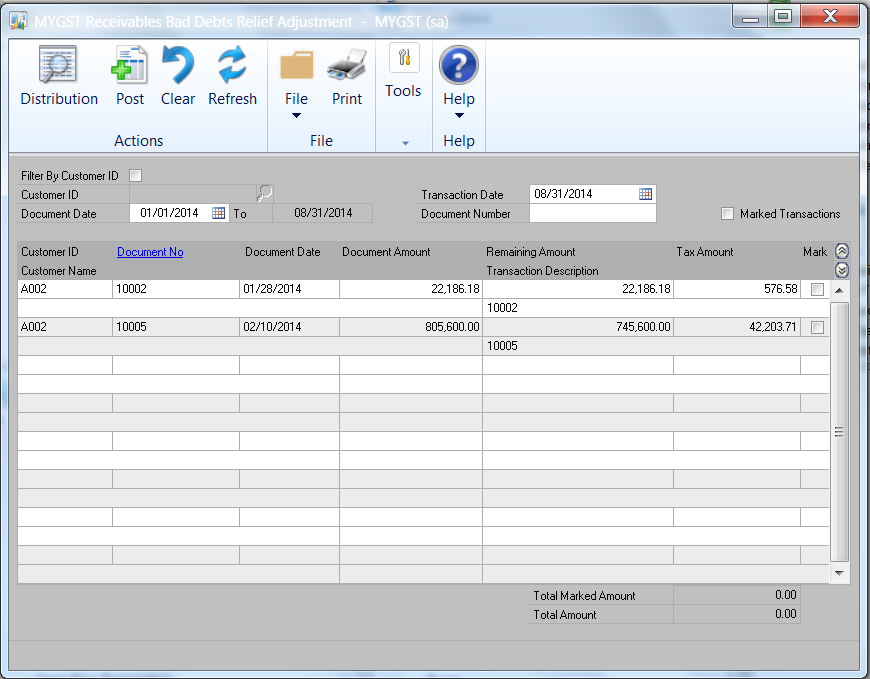 MYGST Receivables Bad Debts Relief Adjustment - MYGST (sa)
Distribution Post Clear Refresh File Print Tools Help
Actions File Help
Filter By Customer ID
Customer ID Transaction Date 08/31/2014
Document Date 01/01/2014 To 08/31/2014 Document Number Marked Transactions
Customer ID Document No Document Date Document Amount Remaining Amount Tax Amount Mark
Customer Name Transaction Description
A002 10002 01/28/2014 22,186.18 22,186.18 576.58
10002
A002 10005 02/10/2014 805,600.00 745,600.00 42,203.71
10005
Total Marked Amount 0.00
Total Amount 0.00